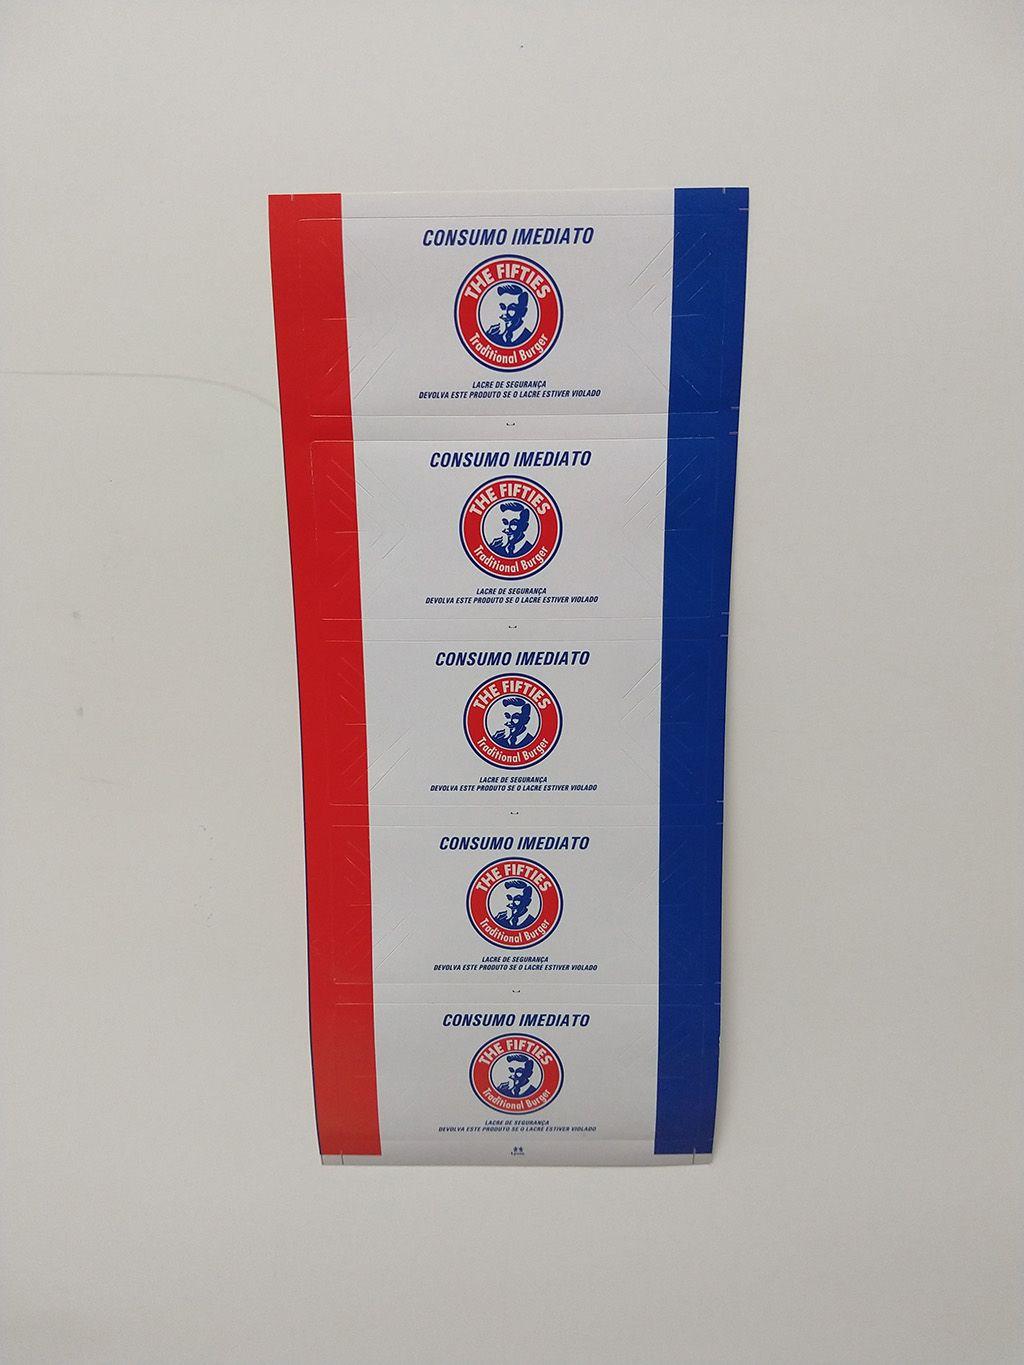 CONSUMO IMEDIATO
THE FIFTIES
Traditional Burger
LACRE DE SEGURANÇA
DEVOLVA ESTE PRODUTO SE O LACRE ESTIVER VIOLADO
CONSUMO IMEDIATO
THE FIFTIES
Traditional Burger
LACRE DE SEGURANÇA
DEVOLVA ESTE PRODUTO SE O LACRE ESTIVER VIOLADO
CONSUMO IMEDIATO
THE FIFTIES
Traditional Burger
LACRE DE SEGURANÇA
DEVOLVA ESTE PRODUTO SE O LACRE ESTIVER VIOLADO
CONSUMO IMEDIATO
THE FIFTIES
Traditional Burger
LACRE DE SEGURANÇA
DEVOLVA ESTE PRODUTO SE O LACRE ESTIVER VIOLADO
CONSUMO IMEDIATO
THE FIFTIES
Traditional Burger
LACRE DE SEGURANÇA
DEVOLVA ESTE PRODUTO SE O LACRE ESTIVER VIOLADO